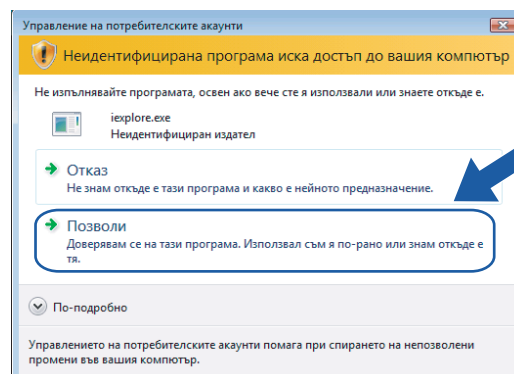 Управление на потребителските акаунти
Неидентифицирана програма иска достъп до вашия компютър
Не изпълнявайте програмата, освен ако вече сте я използвали или знаете откъде е.
iexplore.exe
Неидентифициран издател
Отказ
Не знам откъде е тази програма и какво е нейното предназначение.
Позволи
Доверявам се на тази програма. Използвал съм я по-рано или знам откъде е
тя.
По-подробно
Управлението на потребителските акаунти помага при спирането на непозволени
промени във вашия компютър.